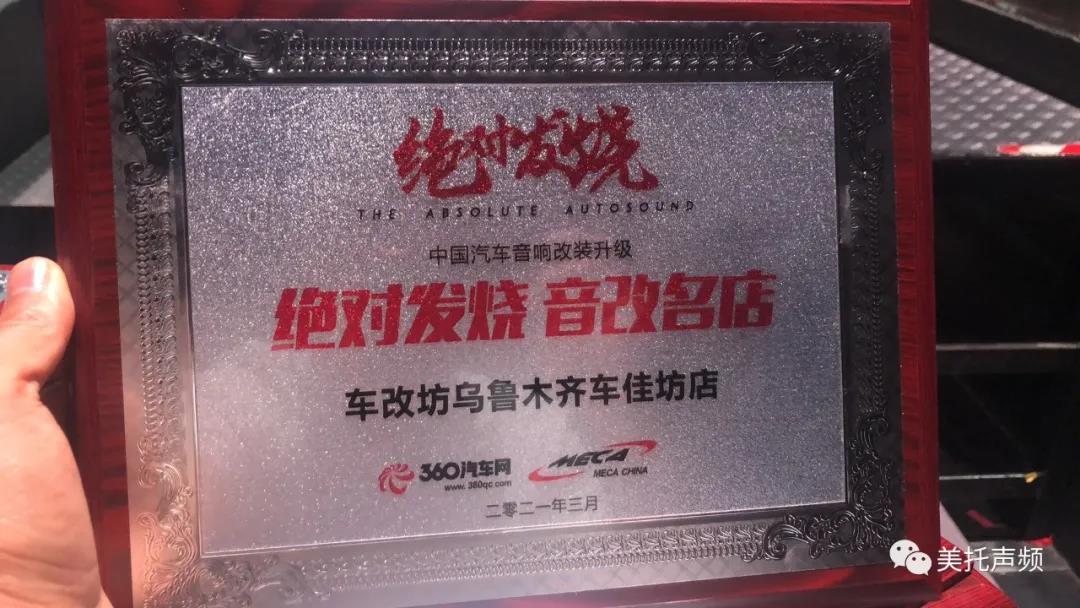 绝对发烧
THE ABSOLUTE AUTOSOUND
中国汽车音响改装升级
绝对发烧 音改名店
车改坊乌鲁木齐车佳坊店
360汽车网
www.360qc.com
MECA
MECA CHINA
二零二一年三月
美托声频